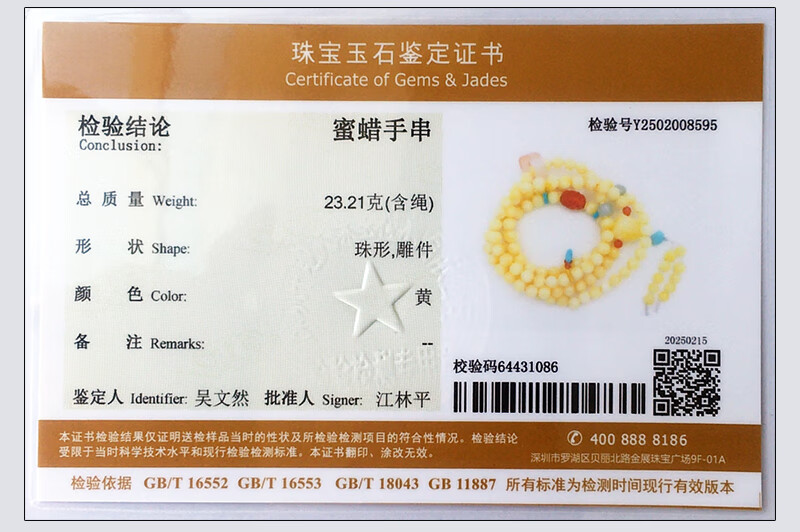 珠宝玉石鉴定证书
Certificate of Gems & Jades
检验结论 蜜蜡手串
Conclusion:
检验号Y2502008595
总质量 Weight: 23.21克(含绳)
形状 Shape: 珠形,雕件
颜色 Color: 黄
备注 Remarks: --
鉴定人 Identifier: 吴文然 批准人 Signer: 江林平
20250215
校验码64431086
本证书检验结果仅证明送检样品当时的性状及所检验检测项目的符合性情况。检验结论
受限于当时科学技术水平和现行检验检测标准。本证书翻印、涂改无效。
400 888 8186
深圳市罗湖区贝丽北路金展珠宝广场9F-01A
检验依据 GB/T 16552 GB/T 16553 GB/T 18043 GB 11887 所有标准为检测时间现行有效版本